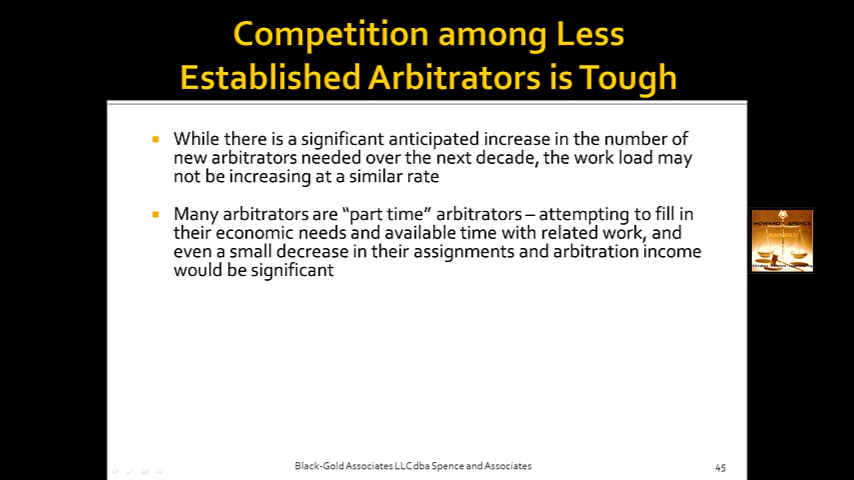 Competition among Less
Established Arbitrators is Tough
While there is a significant anticipated increase in the number of
new arbitrators needed over the next decade, the work load may
not be increasing at a similar rate
Many arbitrators are “part time” arbitrators – attempting to fill in
their economic needs and available time with related work, and
even a small decrease in their assignments and arbitration income
would be significant
BLACK GOLD
Black-Gold Associates LLC dba Spence and Associates
45